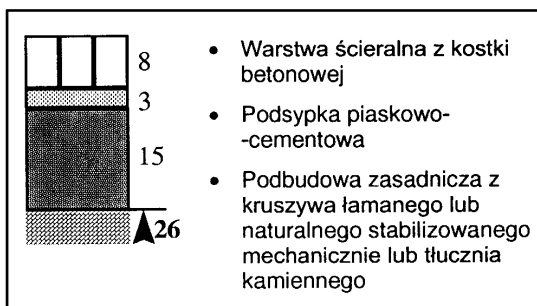 8
3
15
26
• Warstwa ścieralna z kostki
betonowej
• Podsypka piaskowo-
-cementowa
• Podbudowa zasadnicza z
kruszywa łamanego lub
naturalnego stabilizowanego
mechanicznie lub tłucznia
kamiennego